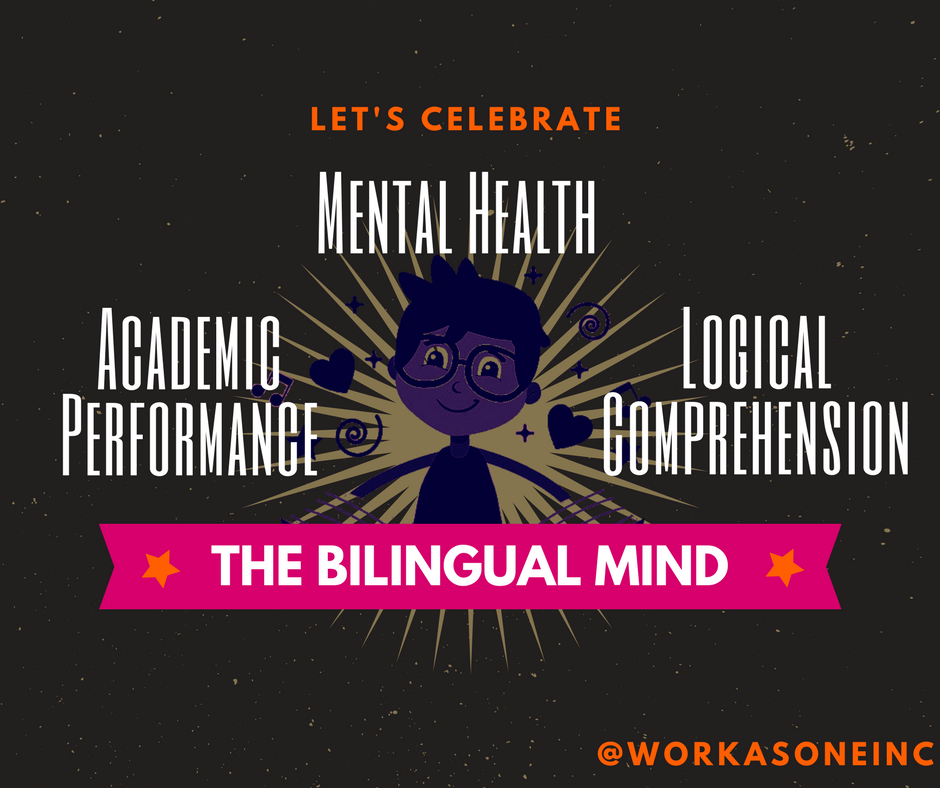 LET'S CELEBRATE
MENTAL HEALTH
ACADEMIC
PERFORMANCE
LOGICAL
COMPREHENSION
THE BILINGUAL MIND
@WORKASONEINC